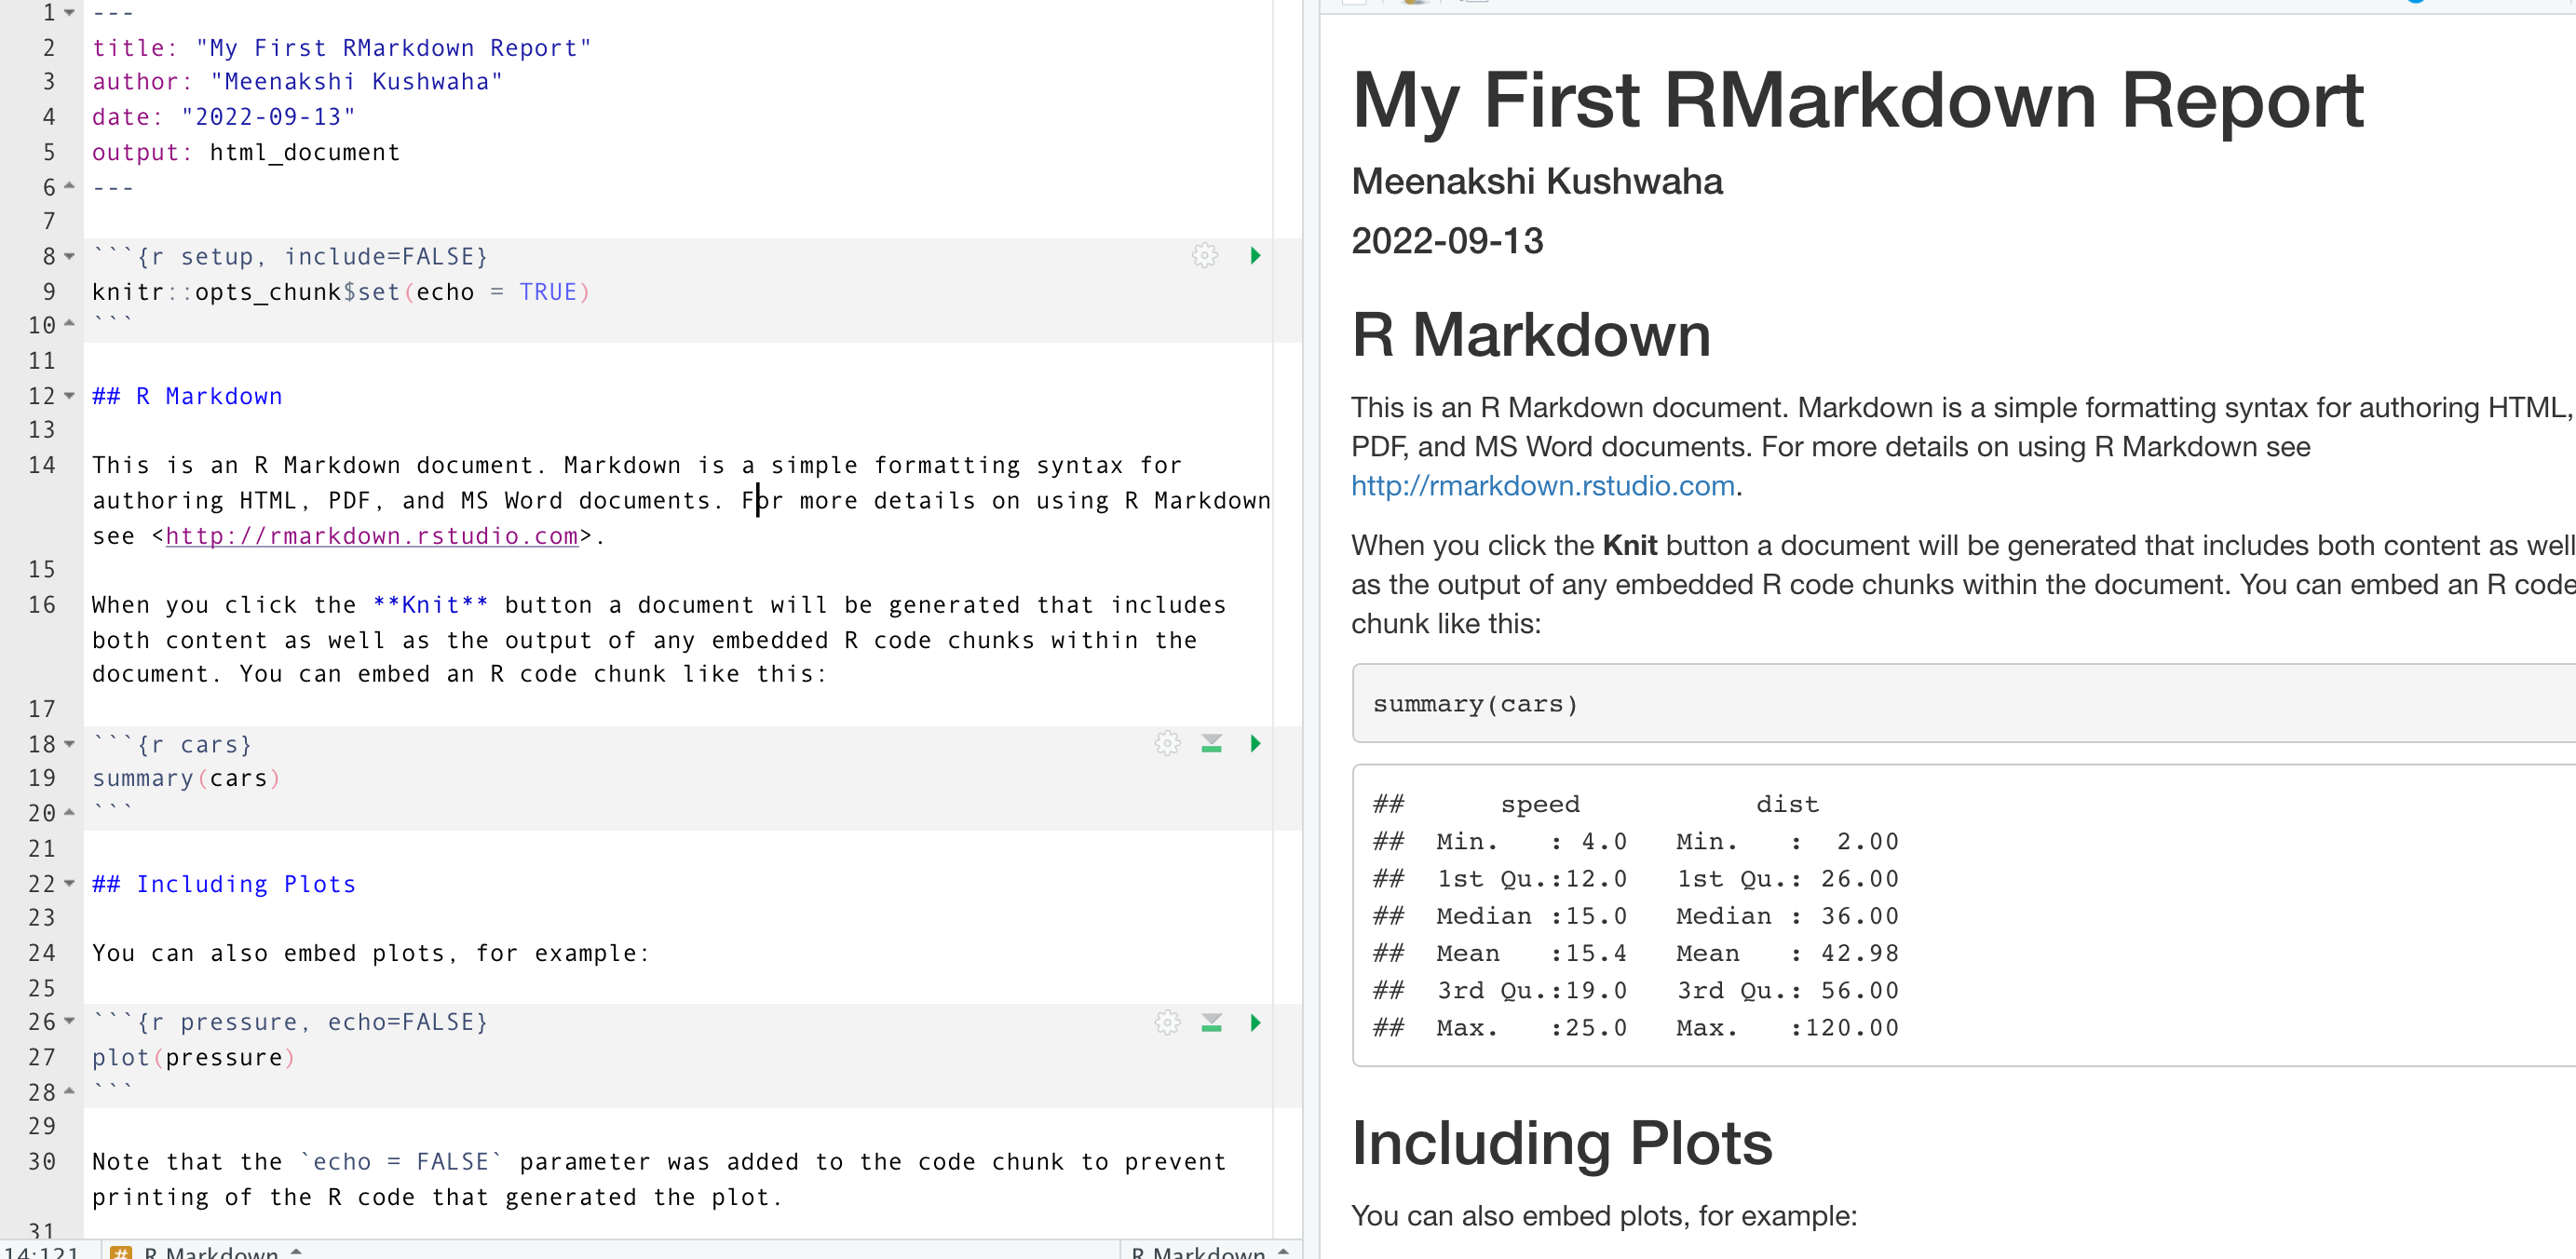 1 ---
2 title: "My First RMarkdown Report"
3 author: "Meenakshi Kushwaha"
4 date: "2022-09-13"
5 output: html_document
6 ---
7
8 ```{r setup, include=FALSE}
9 knitr::opts_chunk$set(echo = TRUE)
10 ```
11
12 ## R Markdown
13
14 This is an R Markdown document. Markdown is a simple formatting syntax for
authoring HTML, PDF, and MS Word documents. For more details on using R Markdown
see <http://rmarkdown.rstudio.com>.
15
16 When you click the **Knit** button a document will be generated that includes
both content as well as the output of any embedded R code chunks within the
document. You can embed an R code chunk like this:
17
18 ```{r cars}
19 summary(cars)
20 ```
21
22 ## Including Plots
23
24 You can also embed plots, for example:
25
26 ```{r pressure, echo=FALSE}
27 plot(pressure)
28 ```
29
30 Note that the `echo = FALSE` parameter was added to the code chunk to prevent
printing of the R code that generated the plot.
31
14:121 # R Markdown R Markdown
My First RMarkdown Report
Meenakshi Kushwaha
2022-09-13
R Markdown
This is an R Markdown document. Markdown is a simple formatting syntax for authoring HTML,
PDF, and MS Word documents. For more details on using R Markdown see
http://rmarkdown.rstudio.com.
When you click the Knit button a document will be generated that includes both content as well
as the output of any embedded R code chunks within the document. You can embed an R code
chunk like this:
summary(cars)
##      speed           dist
##  Min.   : 4.0   Min.   :  2.00
##  1st Qu.:12.0   1st Qu.: 26.00
##  Median :15.0   Median : 36.00
##  Mean   :15.4   Mean   : 42.98
##  3rd Qu.:19.0   3rd Qu.: 56.00
##  Max.   :25.0   Max.   :120.00
Including Plots
You can also embed plots, for example: